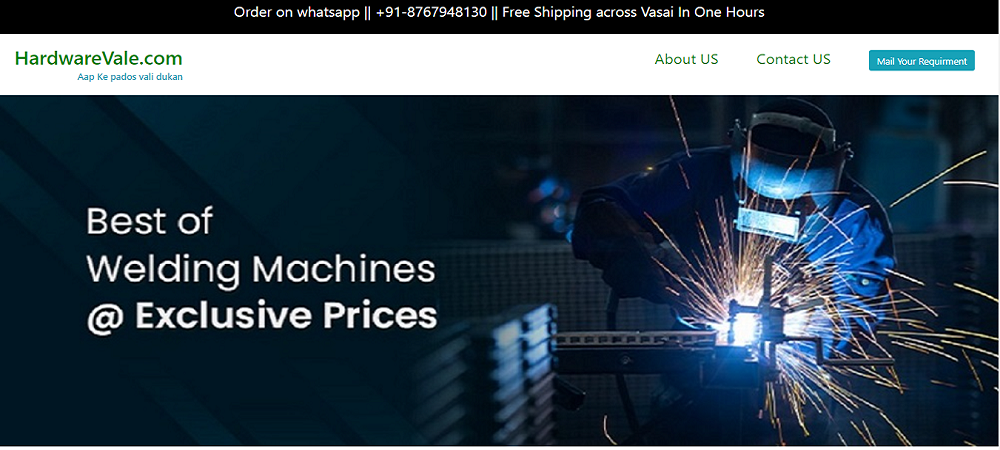 Order on whatsapp || +91-8767948130 || Free Shipping across Vasai In One Hours
HardwareVale.com
Aap Ke pados vali dukan
About US
Contact US
Mail Your Requirment
Best of
Welding Machines
@ Exclusive Prices